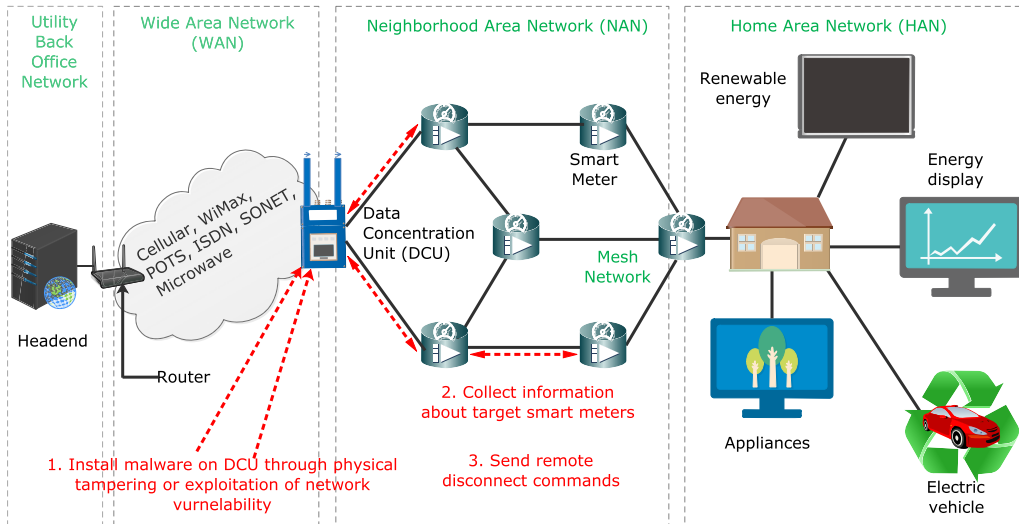 Utility
Back
Office
Network
Wide Area Network
(WAN)
Neighborhood Area Network (NAN)
Home Area Network (HAN)
Renewable
energy
Smart
Meter
Energy
display
Cellular, WiMax,
POTS, ISDN, SONET,
Microwave
Data
Concentration
Unit (DCU)
Mesh
Network
Headend
Router
2. Collect information
about target smart meters
Appliances
1. Install malware on DCU through physical
tampering or exploitation of network
vurnelability
3. Send remote
disconnect commands
Electric
vehicle